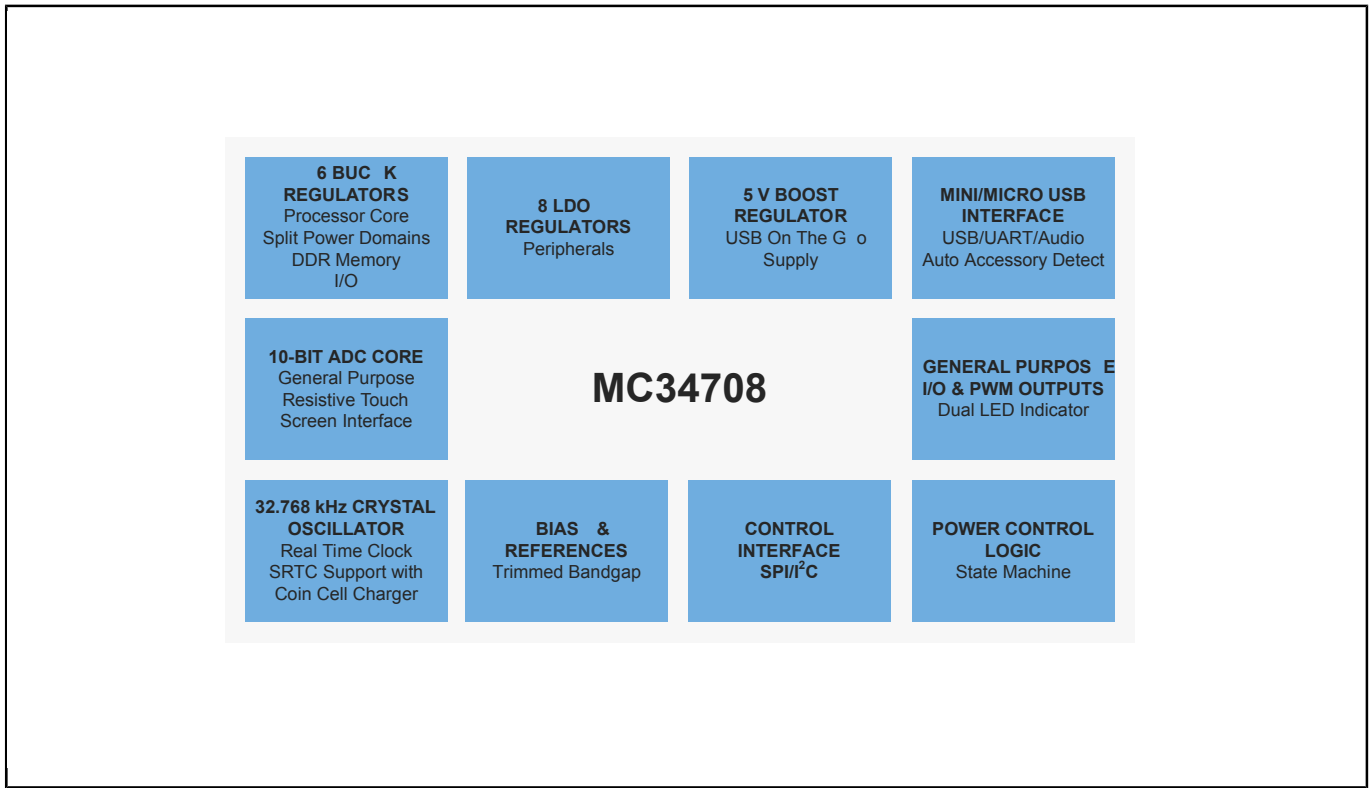 6 BUC K
REGULATORS
Processor Core
Split Power Domains
DDR Memory
I/O
8 LDO
REGULATORS
Peripherals
5 V BOOST
REGULATOR
USB On The G o
Supply
MINI/MICRO USB
INTERFACE
USB/UART/Audio
Auto Accessory Detect
10-BIT ADC CORE
General Purpose
Resistive Touch
Screen Interface
MC34708
GENERAL PURPOS E
I/O & PWM OUTPUTS
Dual LED Indicator
32.768 kHz CRYSTAL
OSCILLATOR
Real Time Clock
SRTC Support with
Coin Cell Charger
BIAS &
REFERENCES
Trimmed Bandgap
CONTROL
INTERFACE
SPI/I²C
POWER CONTROL
LOGIC
State Machine